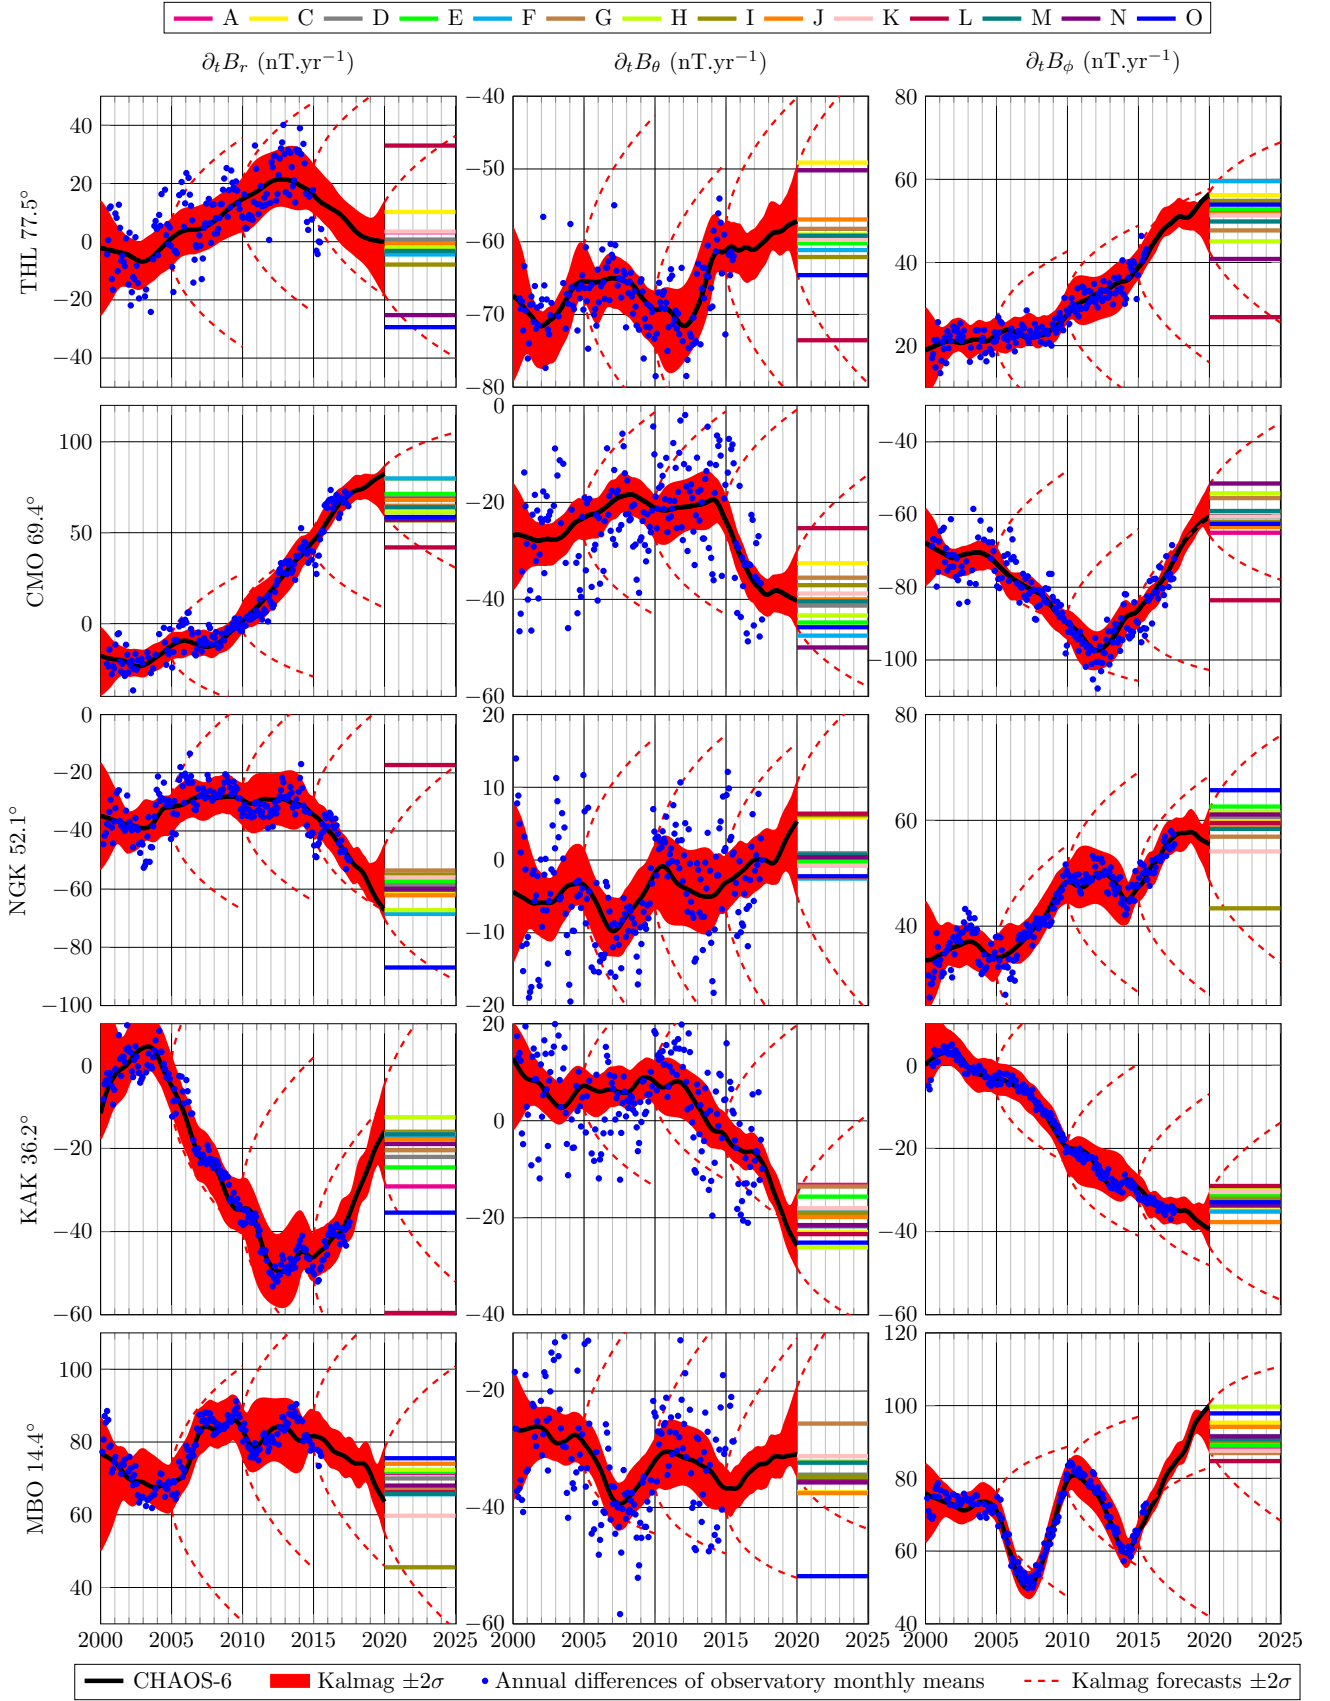 A C D E F G H I J K L M N O
∂ₜBᵣ (nT.yr⁻¹) ∂ₜB_θ (nT.yr⁻¹) ∂ₜB_ϕ (nT.yr⁻¹)
THL 77.5°
40 20 0 −20 −40
−40 −50 −60 −70 −80
80 60 40 20
CMO 69.4°
100 50 0
0 −20 −40 −60
−40 −60 −80 −100
NGK 52.1°
0 −20 −40 −60 −80 −100
20 10 0 −10 −20
80 60 40
KAK 36.2°
0 −20 −40 −60
20 0 −20 −40
0 −20 −40 −60
MBO 14.4°
100 80 60 40
−20 −40 −60
120 100 80 60 40
2000 2005 2010 2015 2020 2025 2000 2005 2010 2015 2020 2025 2000 2005 2010 2015 2020 2025
CHAOS-6 Kalmag ±2σ Annual differences of observatory monthly means Kalmag forecasts ±2σ